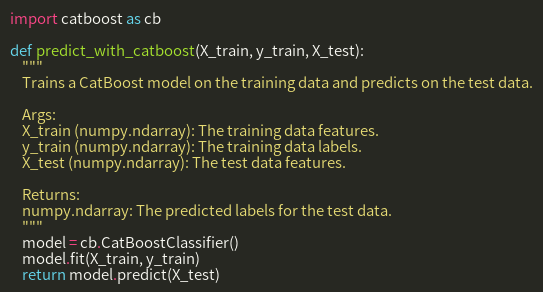 import catboost as cb

def predict_with_catboost(X_train, y_train, X_test):
    """
    Trains a CatBoost model on the training data and predicts on the test data.

    Args:
    X_train (numpy.ndarray): The training data features.
    y_train (numpy.ndarray): The training data labels.
    X_test (numpy.ndarray): The test data features.

    Returns:
    numpy.ndarray: The predicted labels for the test data.
    """
    model = cb.CatBoostClassifier()
    model.fit(X_train, y_train)
    return model.predict(X_test)